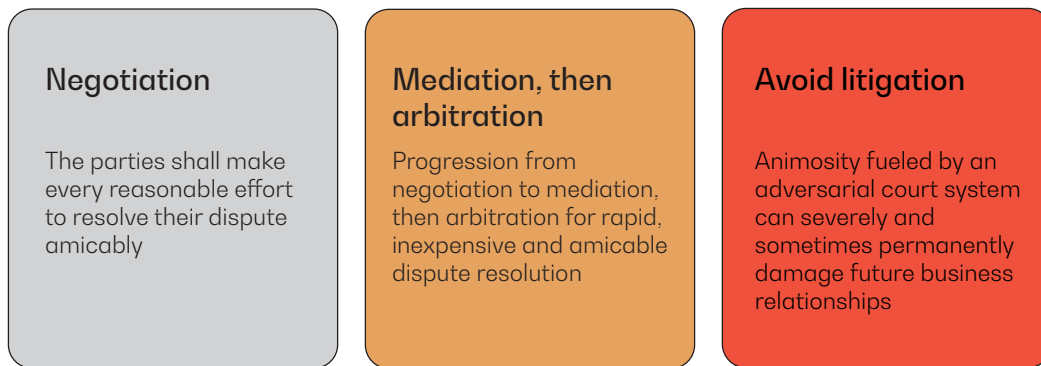 Negotiation
The parties shall make
every reasonable effort
to resolve their dispute
amicably
Mediation, then
arbitration
Progression from
negotiation to mediation,
then arbitration for rapid,
inexpensive and amicable
dispute resolution
Avoid litigation
Animosity fueled by an
adversarial court system
can severely and
sometimes permanently
damage future business
relationships